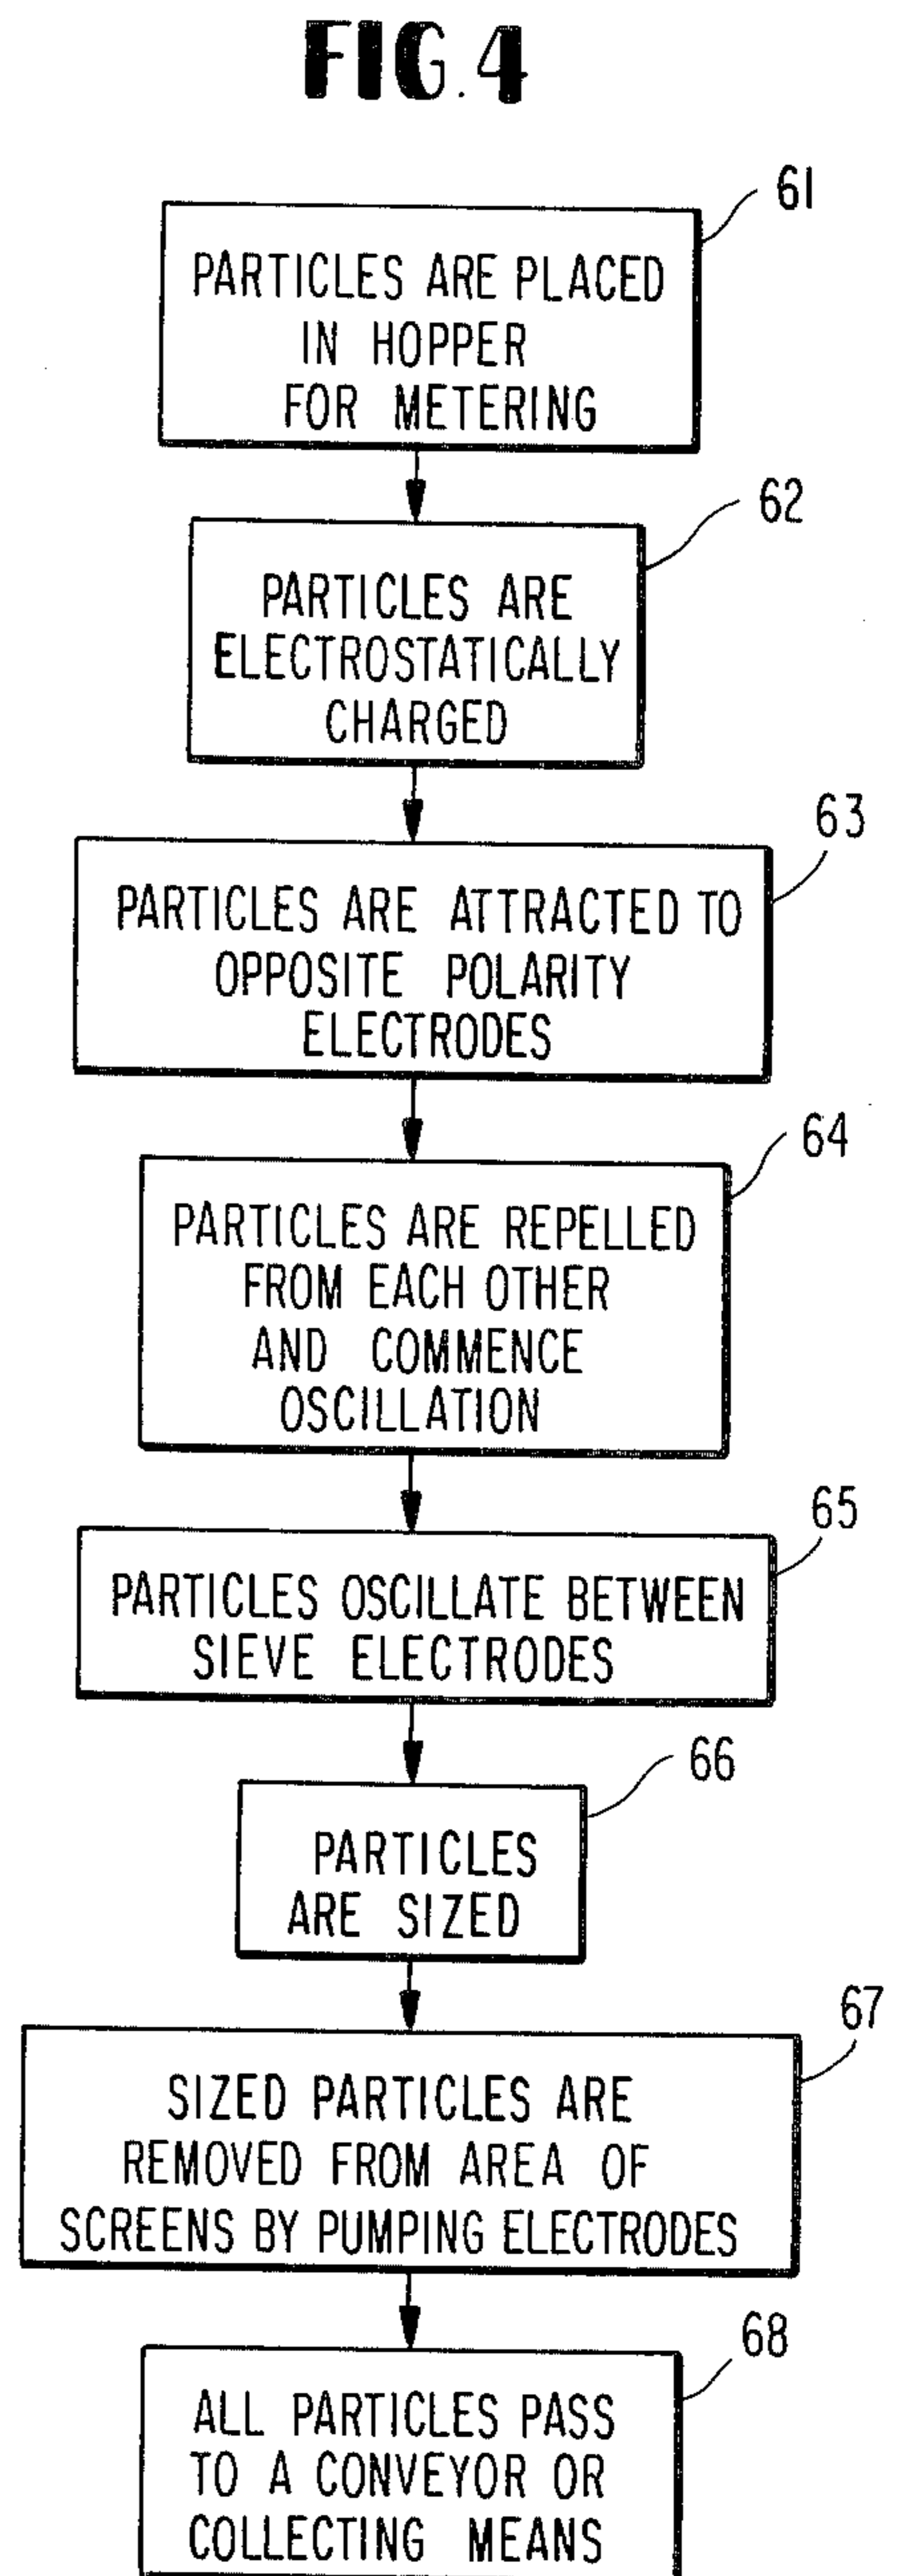 FIG. 4
61
PARTICLES ARE PLACED
IN HOPPER
FOR METERING
62
PARTICLES ARE
ELECTROSTATICALLY
CHARGED
63
PARTICLES ARE ATTRACTED TO
OPPOSITE POLARITY
ELECTRODES
64
PARTICLES ARE REPELLED
FROM EACH OTHER
AND COMMENCE
OSCILLATION
65
PARTICLES OSCILLATE BETWEEN
SIEVE ELECTRODES
66
PARTICLES
ARE SIZED
67
SIZED PARTICLES ARE
REMOVED FROM AREA OF
SCREENS BY PUMPING ELECTRODES
68
ALL PARTICLES PASS
TO A CONVEYOR OR
COLLECTING MEANS